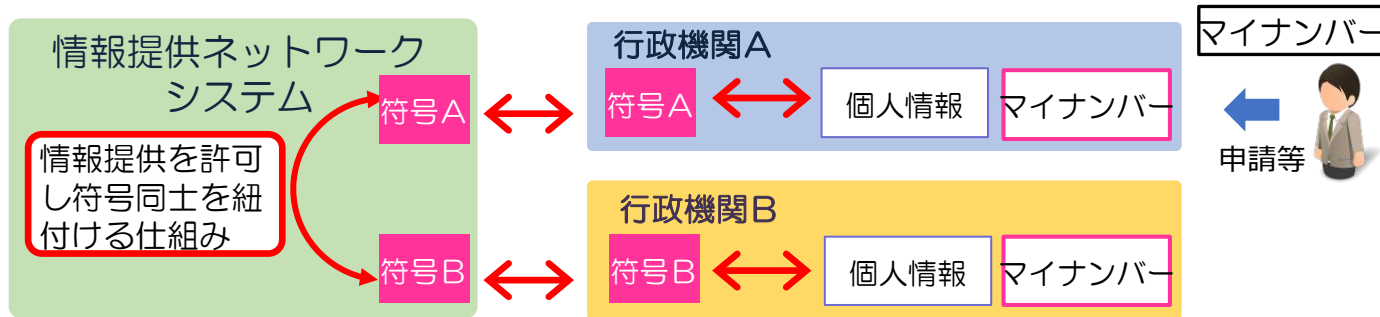 情報提供ネットワーク
システム
符号A
情報提供を許可
し符号同士を紐
付ける仕組み
符号B
行政機関A
符号A
個人情報
マイナンバー
行政機関B
符号B
個人情報
マイナンバー
マイナンバー
申請等